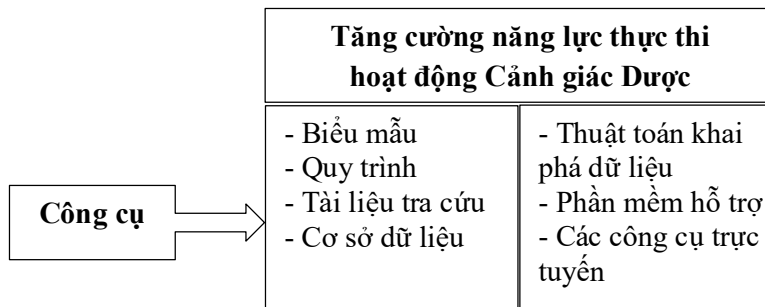 Tăng cường năng lực thực thi
hoạt động Cảnh giác Dược
Công cụ
- Biểu mẫu
- Quy trình
- Tài liệu tra cứu
- Cơ sở dữ liệu
- Thuật toán khai
phá dữ liệu
- Phần mềm hỗ trợ
- Các công cụ trực
tuyến